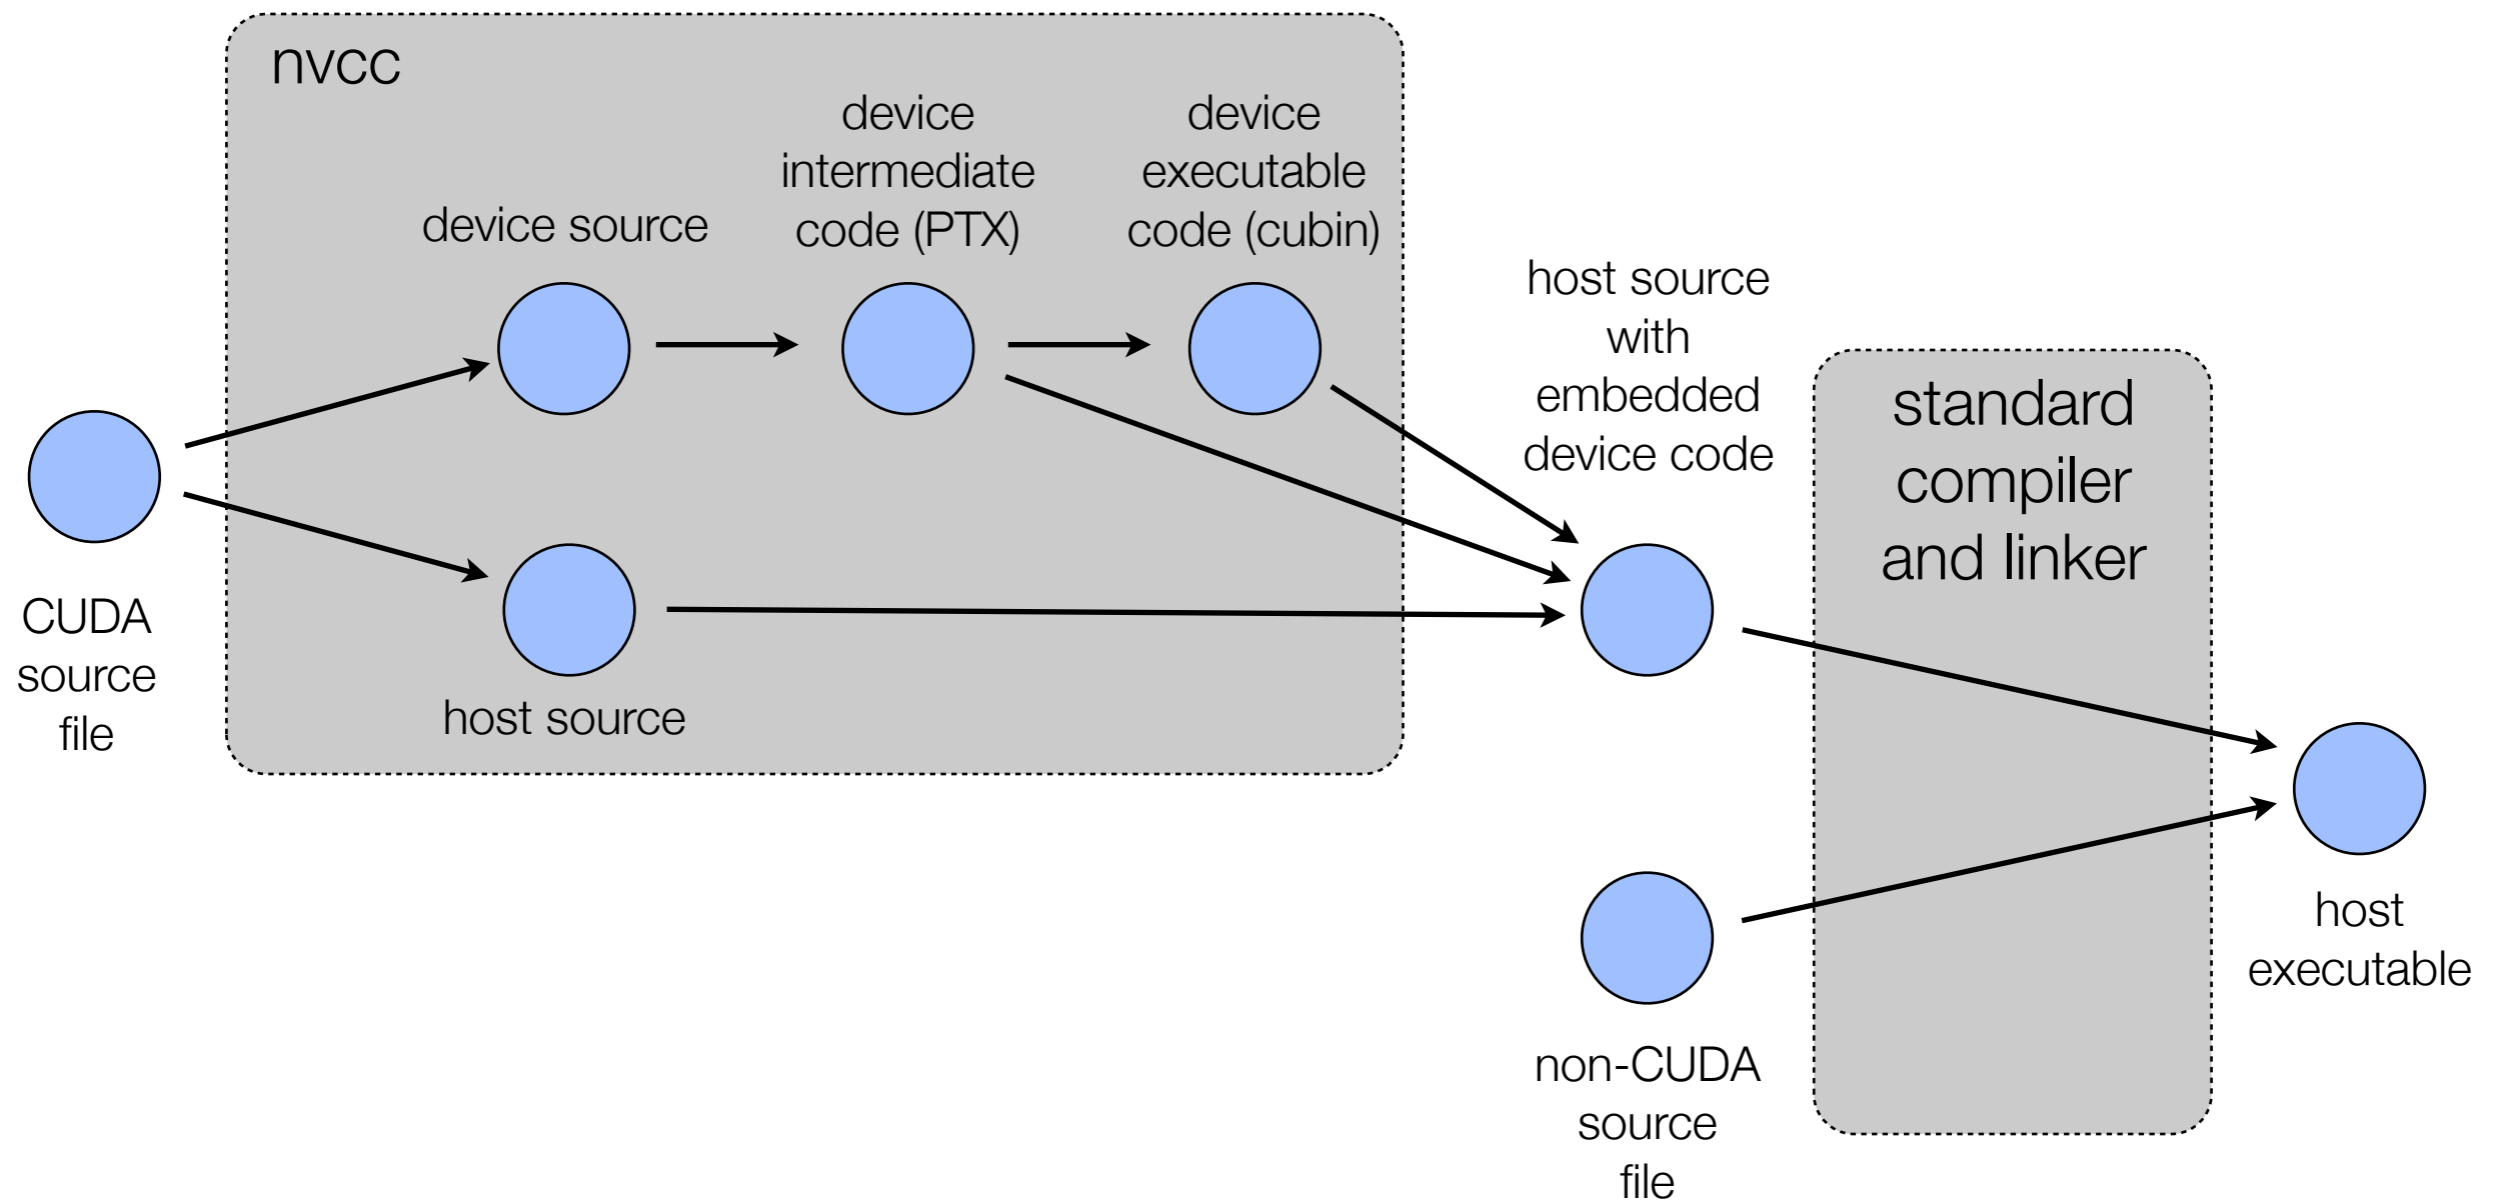 nvcc
device
intermediate
code (PTX)
device
executable
code (cubin)
device source
host source
with
embedded
device code
standard
compiler
and linker
CUDA
source
file
host source
host
executable
non-CUDA
source
file